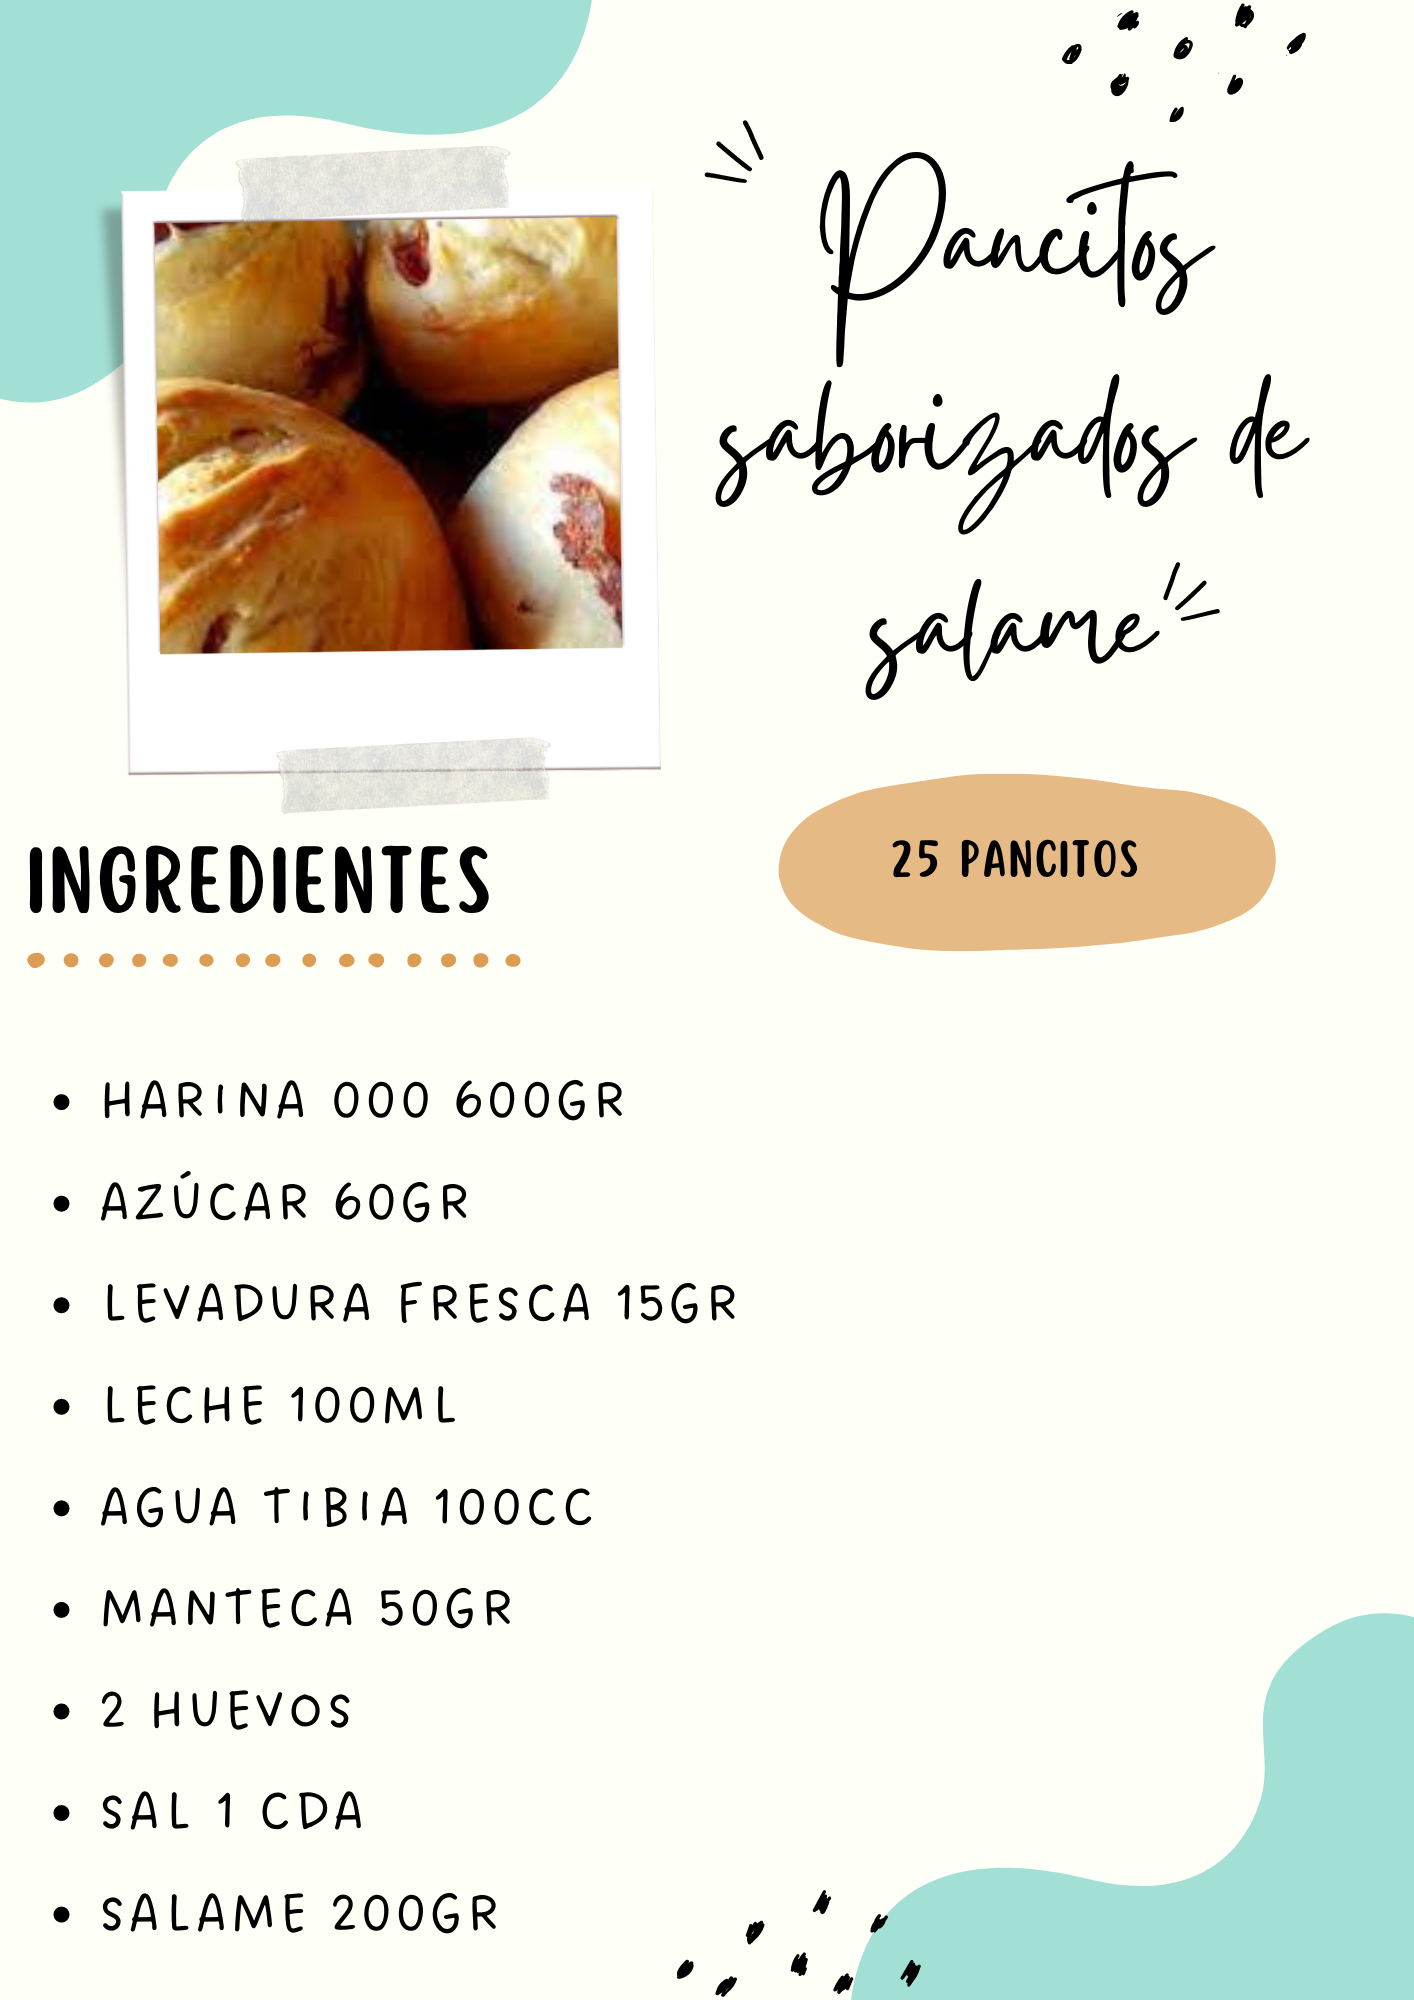 Pancitos
saborizados de
salame
25 PANCITOS
INGREDIENTES
HARINA 000 600GR
AZÚCAR 60GR
LEVADURA FRESCA 15GR
LECHE 100ML
AGUA TIBIA 100CC
MANTECA 50GR
2 HUEVOS
SAL 1 CDA
SALAME 200GR